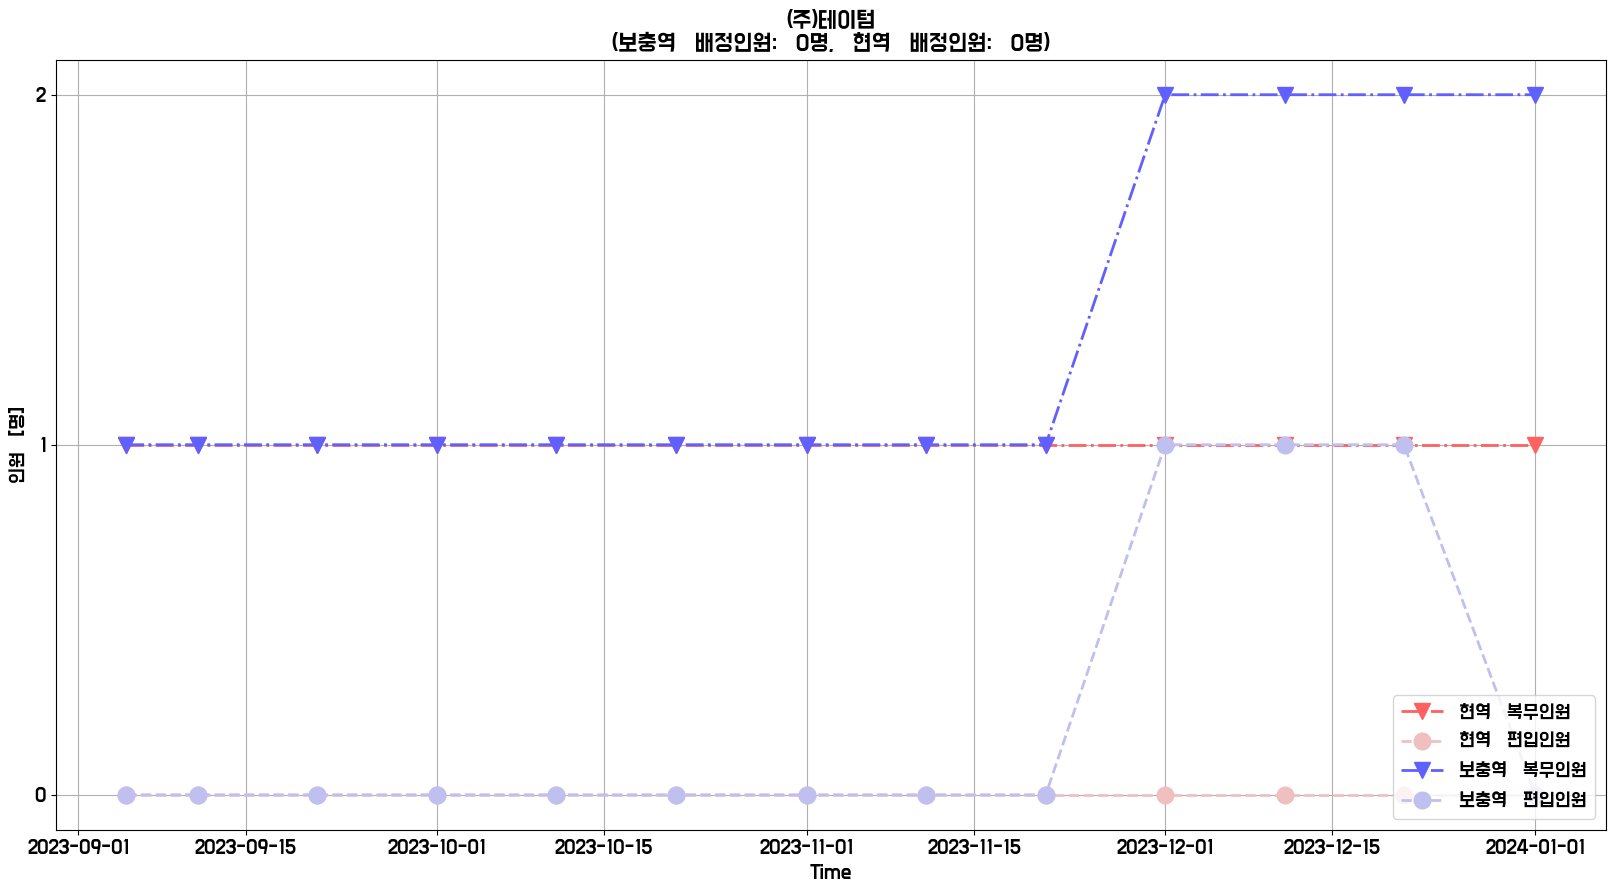 (주)테이텀
(보충역 배정인원: 0명, 현역 배정인원: 0명)
인원 [명]
2
1
0
현역 복무인원
현역 편입인원
보충역 복무인원
보충역 편입인원
2023-09-01 2023-09-15 2023-10-01 2023-10-15 2023-11-01 2023-11-15 2023-12-01 2023-12-15 2024-01-01
Time